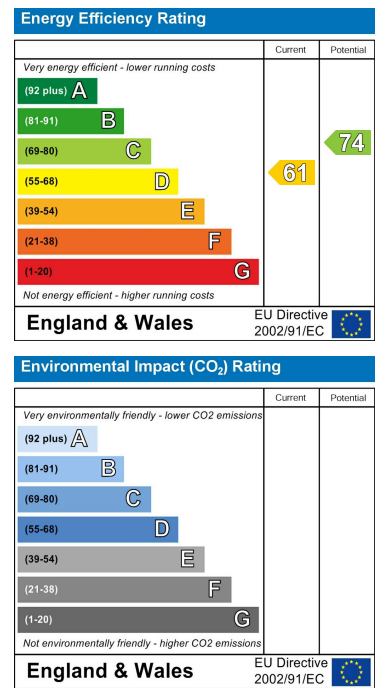 Energy Efficiency Rating
Current Potential
Very energy efficient - lower running costs
(92 plus) A
(81-91) B
(69-80) C
(55-68) D
(39-54) E
(21-38) F
(1-20) G
61
74
Not energy efficient - higher running costs
England & Wales
EU Directive
2002/91/EC
Environmental Impact (CO₂) Rating
Current Potential
Very environmentally friendly - lower CO2 emissions
(92 plus) A
(81-91) B
(69-80) C
(55-68) D
(39-54) E
(21-38) F
(1-20) G
Not environmentally friendly - higher CO2 emissions
England & Wales
EU Directive
2002/91/EC